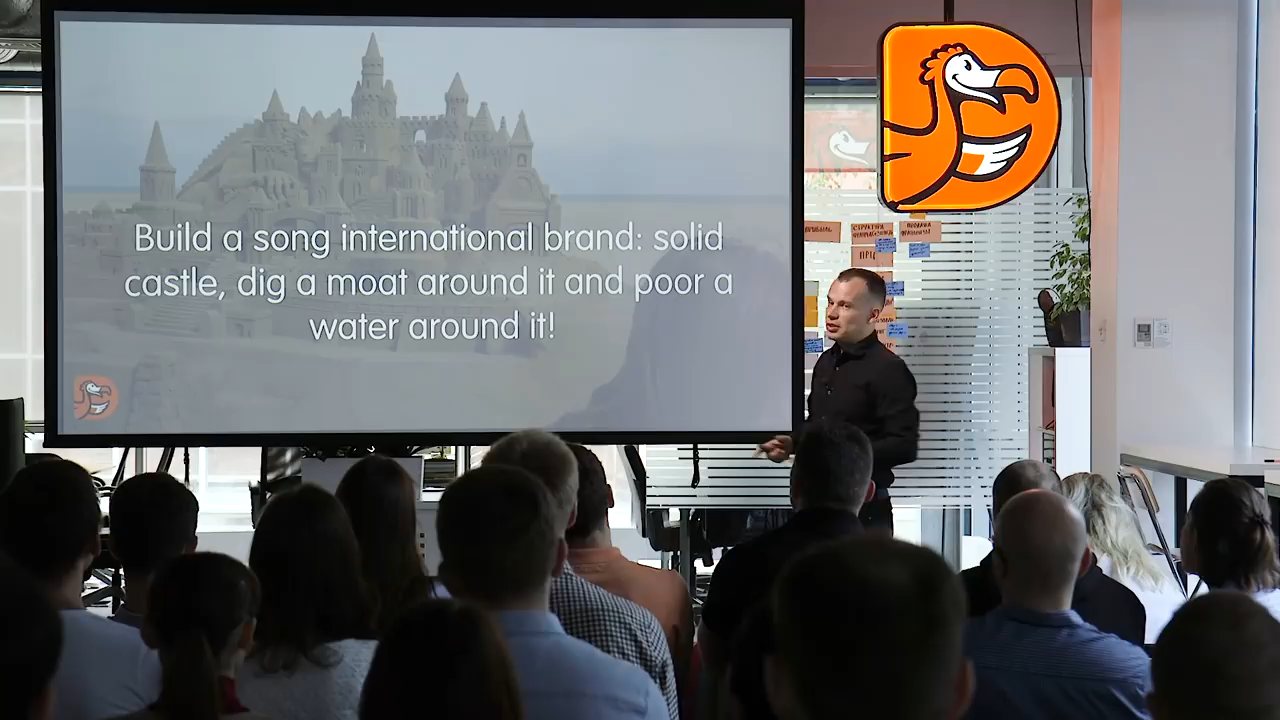 Build a song international brand: solid
castle, dig a moat around it and poor a
water around it!